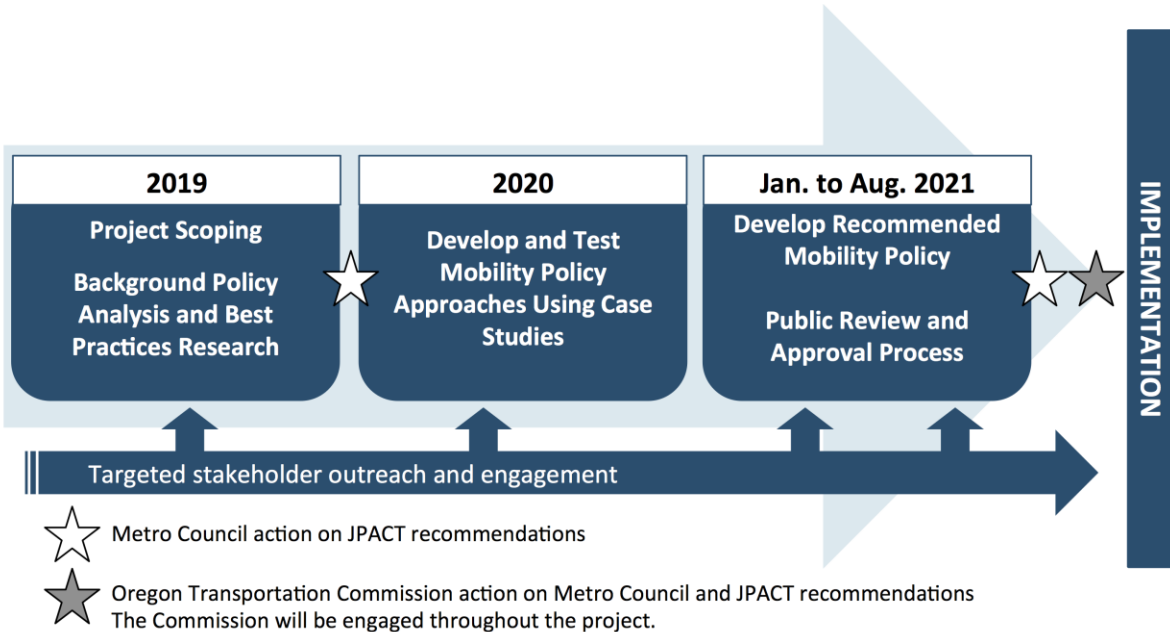 2019
Project Scoping
Background Policy
Analysis and Best
Practices Research
2020
Develop and Test
Mobility Policy
Approaches Using Case
Studies
Jan. to Aug. 2021
Develop Recommended
Mobility Policy
Public Review and
Approval Process
IMPLEMENTATION
Targeted stakeholder outreach and engagement
Metro Council action on JPACT recommendations
Oregon Transportation Commission action on Metro Council and JPACT recommendations
The Commission will be engaged throughout the project.